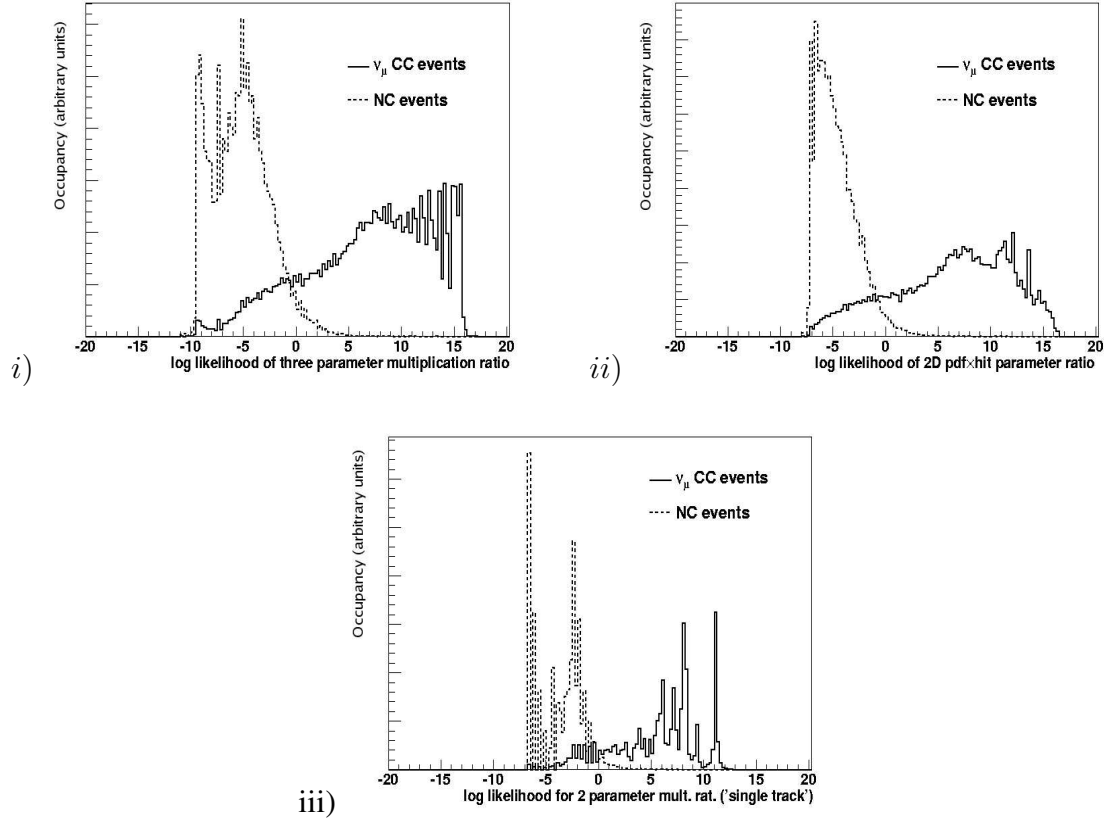 Occupancy (arbitrary units)
ν_μ CC events
NC events
-20 -15 -10 -5 0 5 10 15 20
log likelihood of three parameter multiplication ratio
i)
Occupancy (arbitrary units)
ν_μ CC events
NC events
-20 -15 -10 -5 0 5 10 15 20
log likelihood of 2D pdf×hit parameter ratio
ii)
Occupancy (arbitrary units)
ν_μ CC events
NC events
-20 -15 -10 -5 0 5 10 15 20
log likelihood for 2 parameter mult. rat. ('single track')
iii)